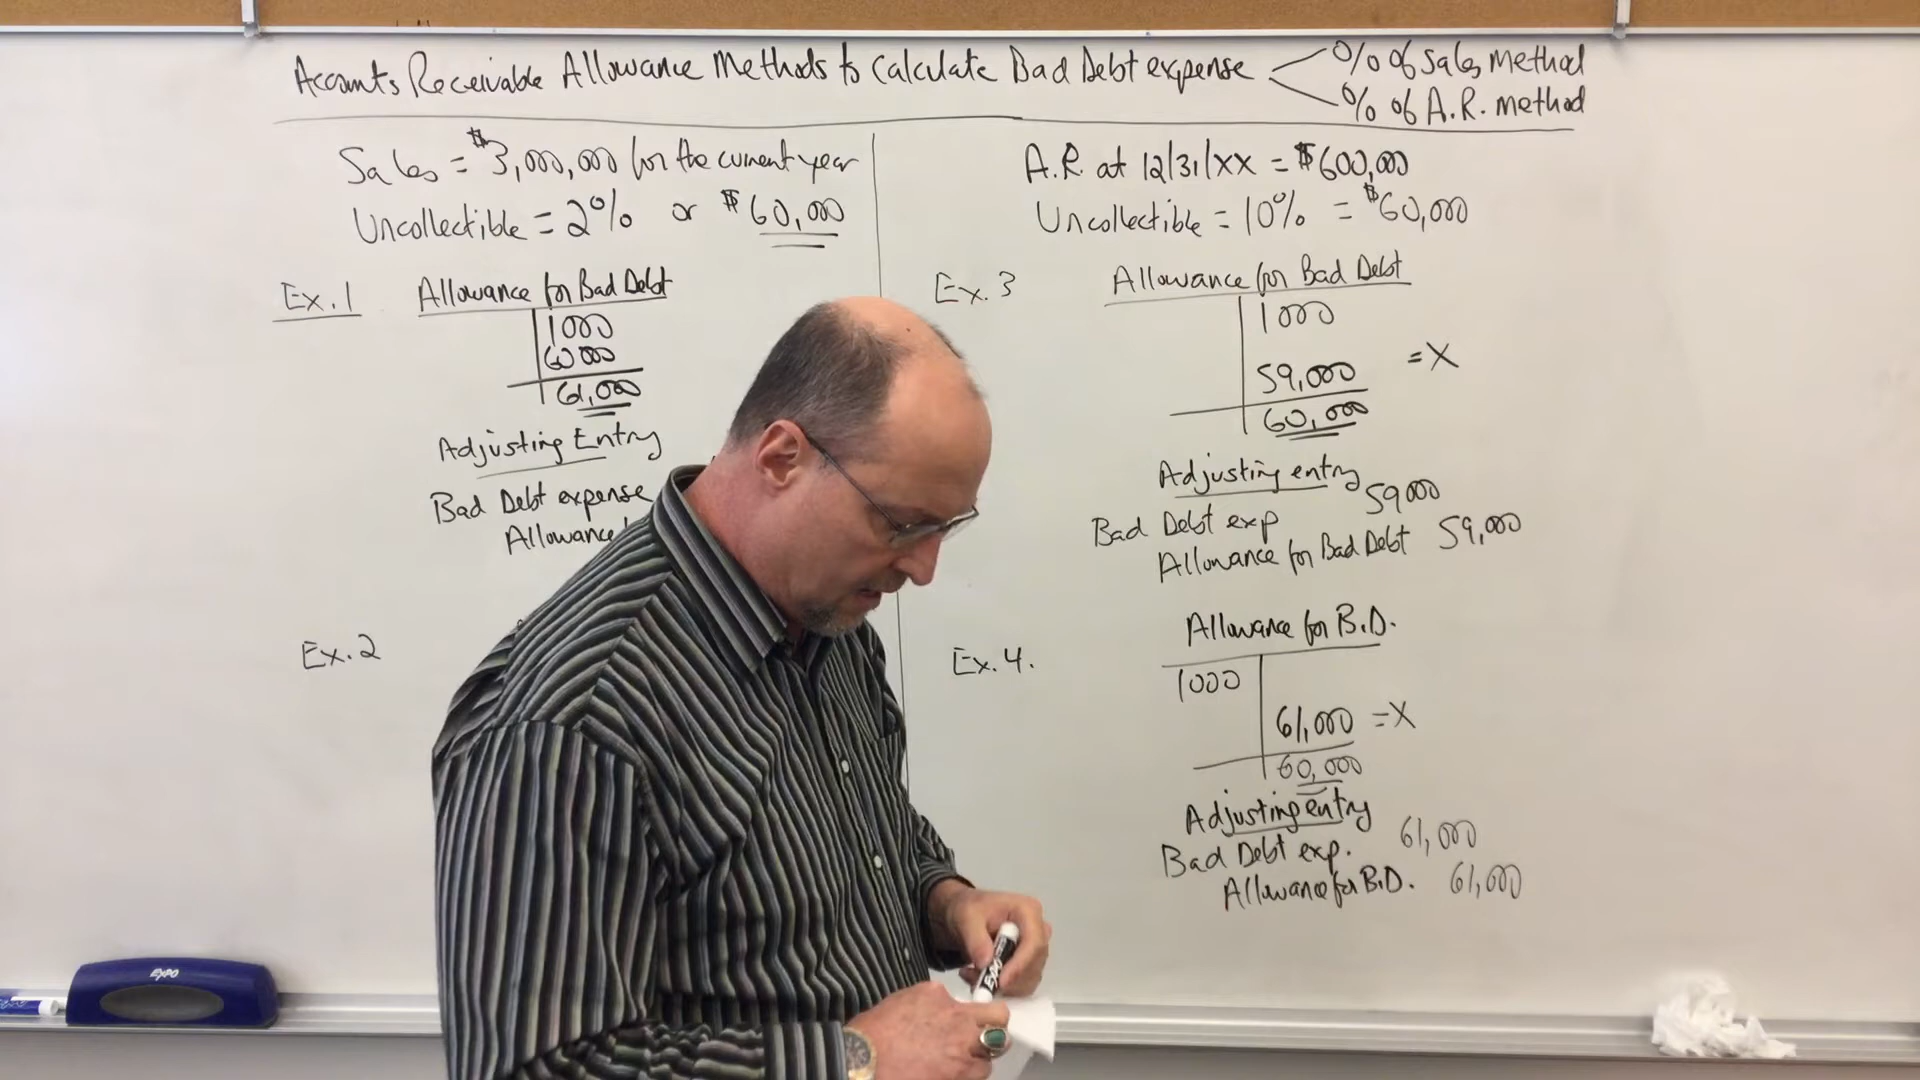 Accounts Receivable Allowance Methods to Calculate Bad Debt expense
% of Sales Method
% of A.R. method
Sales = $3,000,000 for the current year
Uncollectible = 2% or $60,000
Ex. 1
Allowance for Bad Debt
1000
60000
61,000
Adjusting Entry
Bad Debt expense
Allowance
Ex. 2
A.R. at 12/31/XX = $600,000
Uncollectible = 10% = $60,000
Ex. 3
Allowance for Bad Debt
1000
59,000 = X
60,000
Adjusting entry
Bad Debt exp 59000
Allowance for Bad Debt 59,000
Ex. 4.
Allowance for B.D.
1000
61,000 = X
60,000
Adjusting entry
Bad Debt exp. 61,000
Allowance for B.D. 61,000
EXPO
EXPO